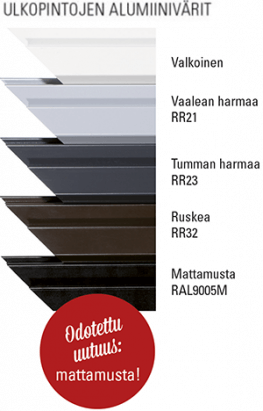 ULKOPINTOJEN ALUMIINIVÄRIT
Valkoinen
Vaalean harmaa
RR21
Tumman harmaa
RR23
Ruskea
RR32
Mattamusta
RAL9005M
Odotettu
uutuus:
mattamusta!